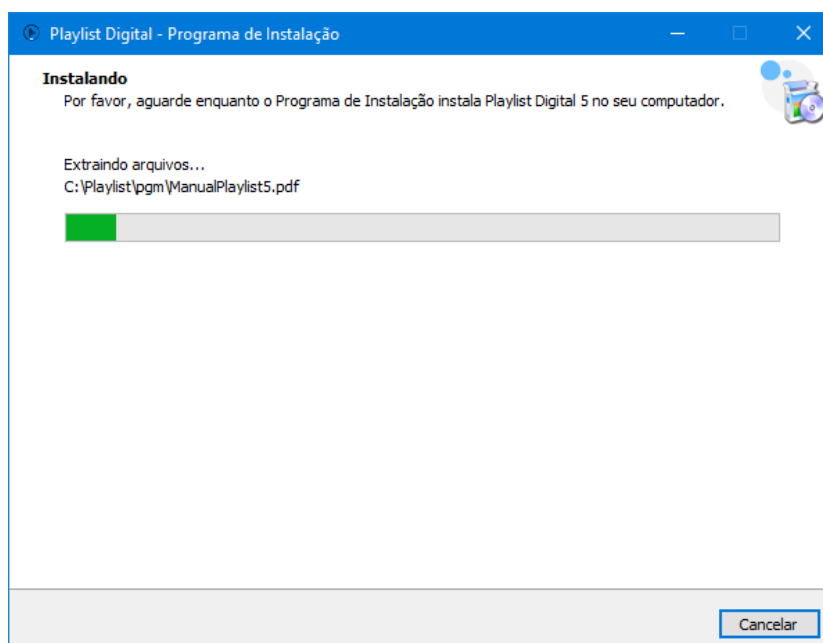 Playlist Digital - Programa de Instalação
Instalando
Por favor, aguarde enquanto o Programa de Instalação instala Playlist Digital 5 no seu computador.
Extraindo arquivos...
C:\Playlist\pgm\ManualPlaylist5.pdf
Cancelar